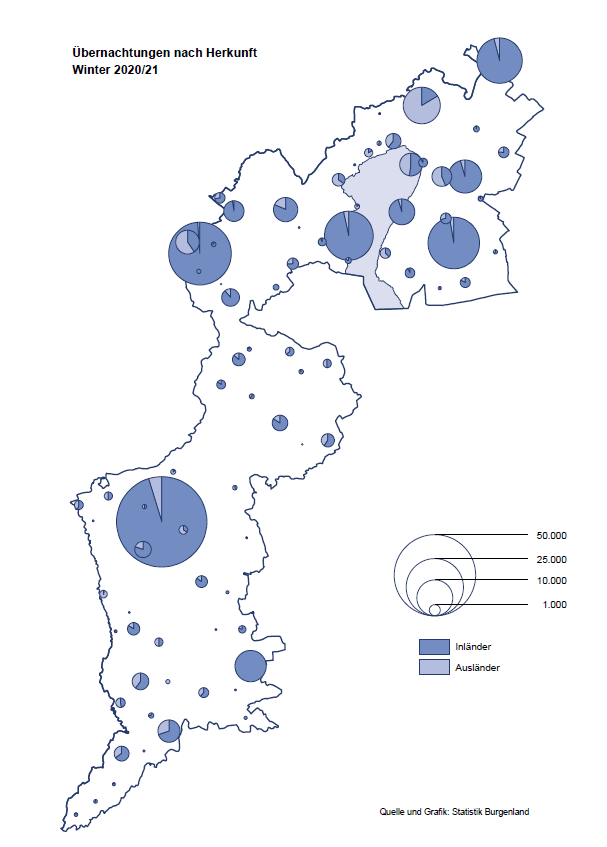 Übernachtungen nach Herkunft
Winter 2020/21
50.000
25.000
10.000
1.000
Inländer
Ausländer
Quelle und Grafik: Statistik Burgenland